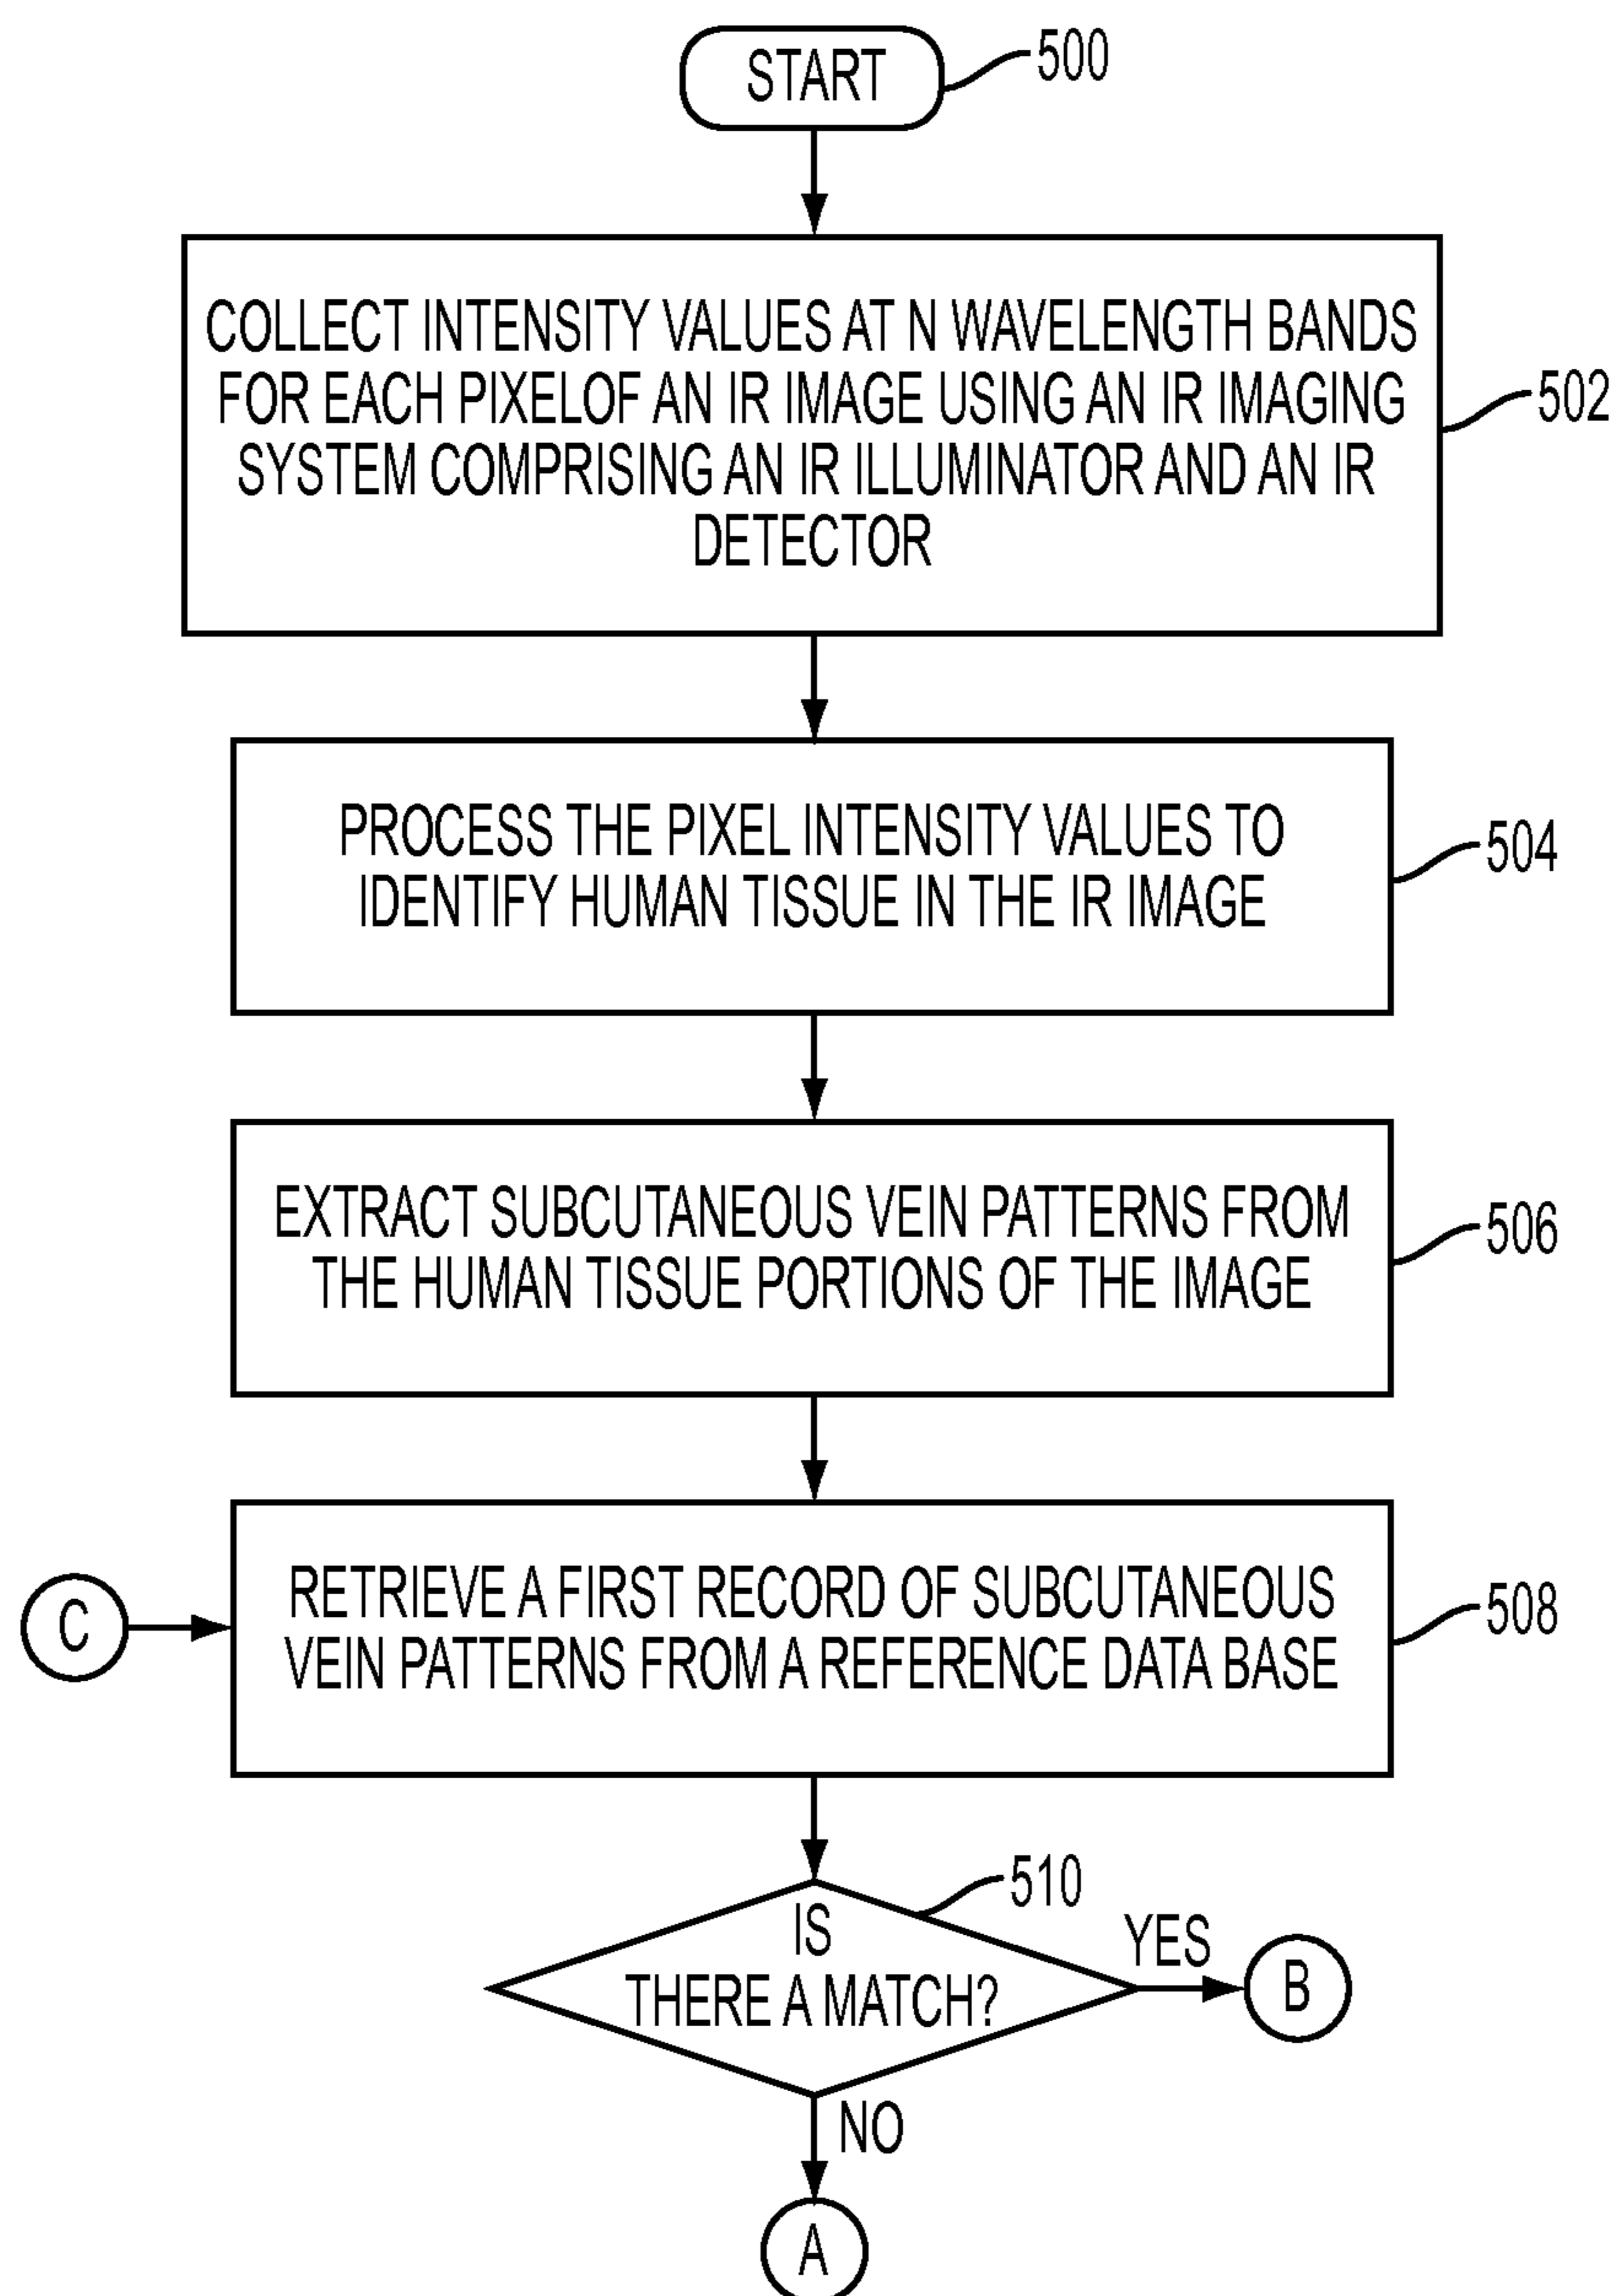 START
500
COLLECT INTENSITY VALUES AT N WAVELENGTH BANDS
FOR EACH PIXELOF AN IR IMAGE USING AN IR IMAGING
SYSTEM COMPRISING AN IR ILLUMINATOR AND AN IR
DETECTOR
502
PROCESS THE PIXEL INTENSITY VALUES TO
IDENTIFY HUMAN TISSUE IN THE IR IMAGE
504
EXTRACT SUBCUTANEOUS VEIN PATTERNS FROM
THE HUMAN TISSUE PORTIONS OF THE IMAGE
506
C
RETRIEVE A FIRST RECORD OF SUBCUTANEOUS
VEIN PATTERNS FROM A REFERENCE DATA BASE
508
510
IS
THERE A MATCH?
YES
B
NO
A